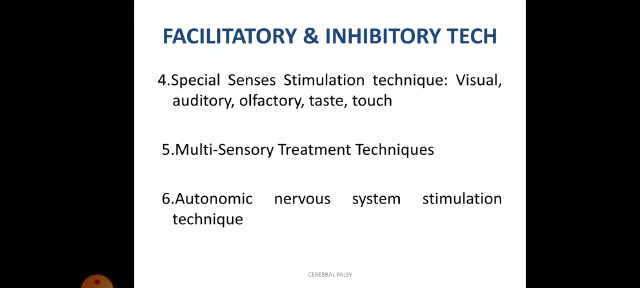 FACILITATORY & INHIBITORY TECH
4.Special Senses Stimulation technique: Visual,
auditory, olfactory, taste, touch
5.Multi-Sensory Treatment Techniques
6.Autonomic nervous system stimulation
technique
CEREBRAL PALSY